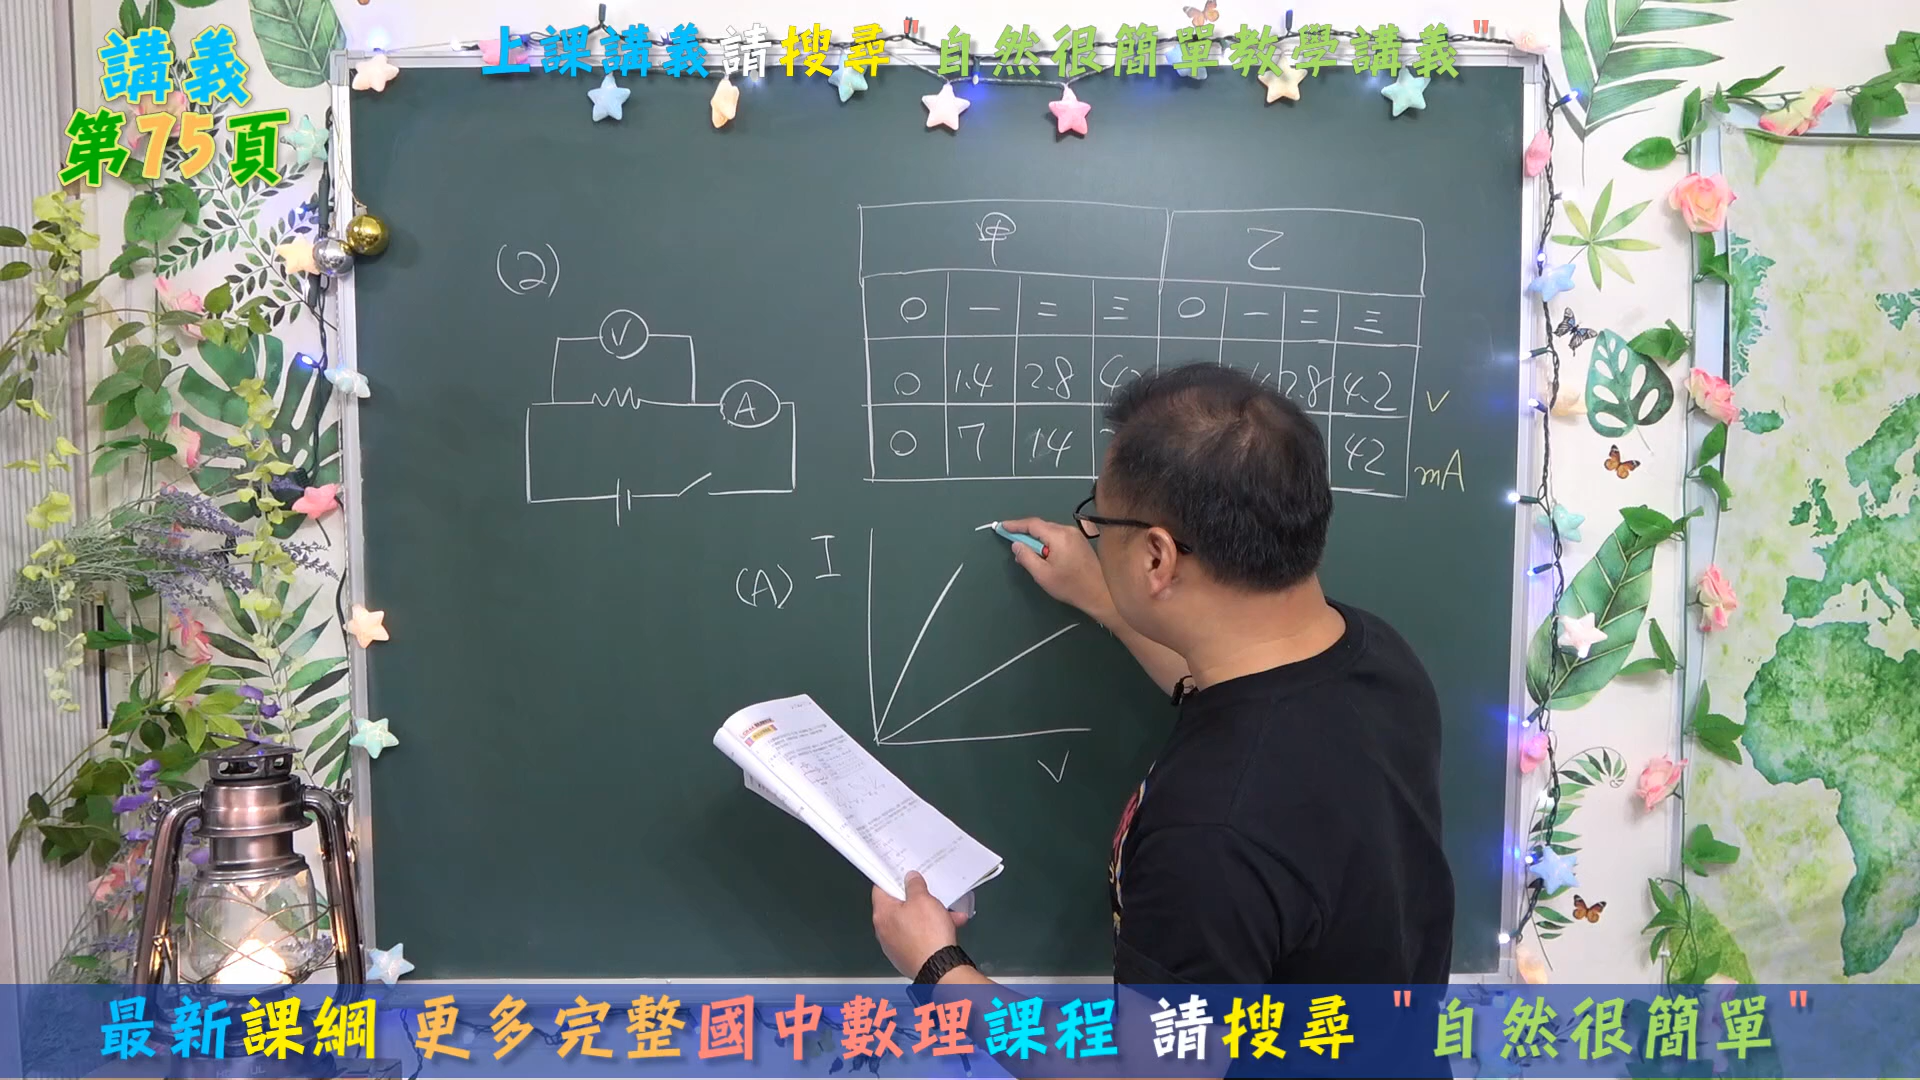 上課講義請搜尋"自然很簡單教學講義"
講義
第75頁
(2)
甲 乙
0 一 二 三 0 一 二 三
0 1.4 2.8 2.8 4.2 V
0 7 14 42 mA
V
A
(A) I
V
最新課綱 更多完整國中數理課程 請搜尋 "自然很簡單"